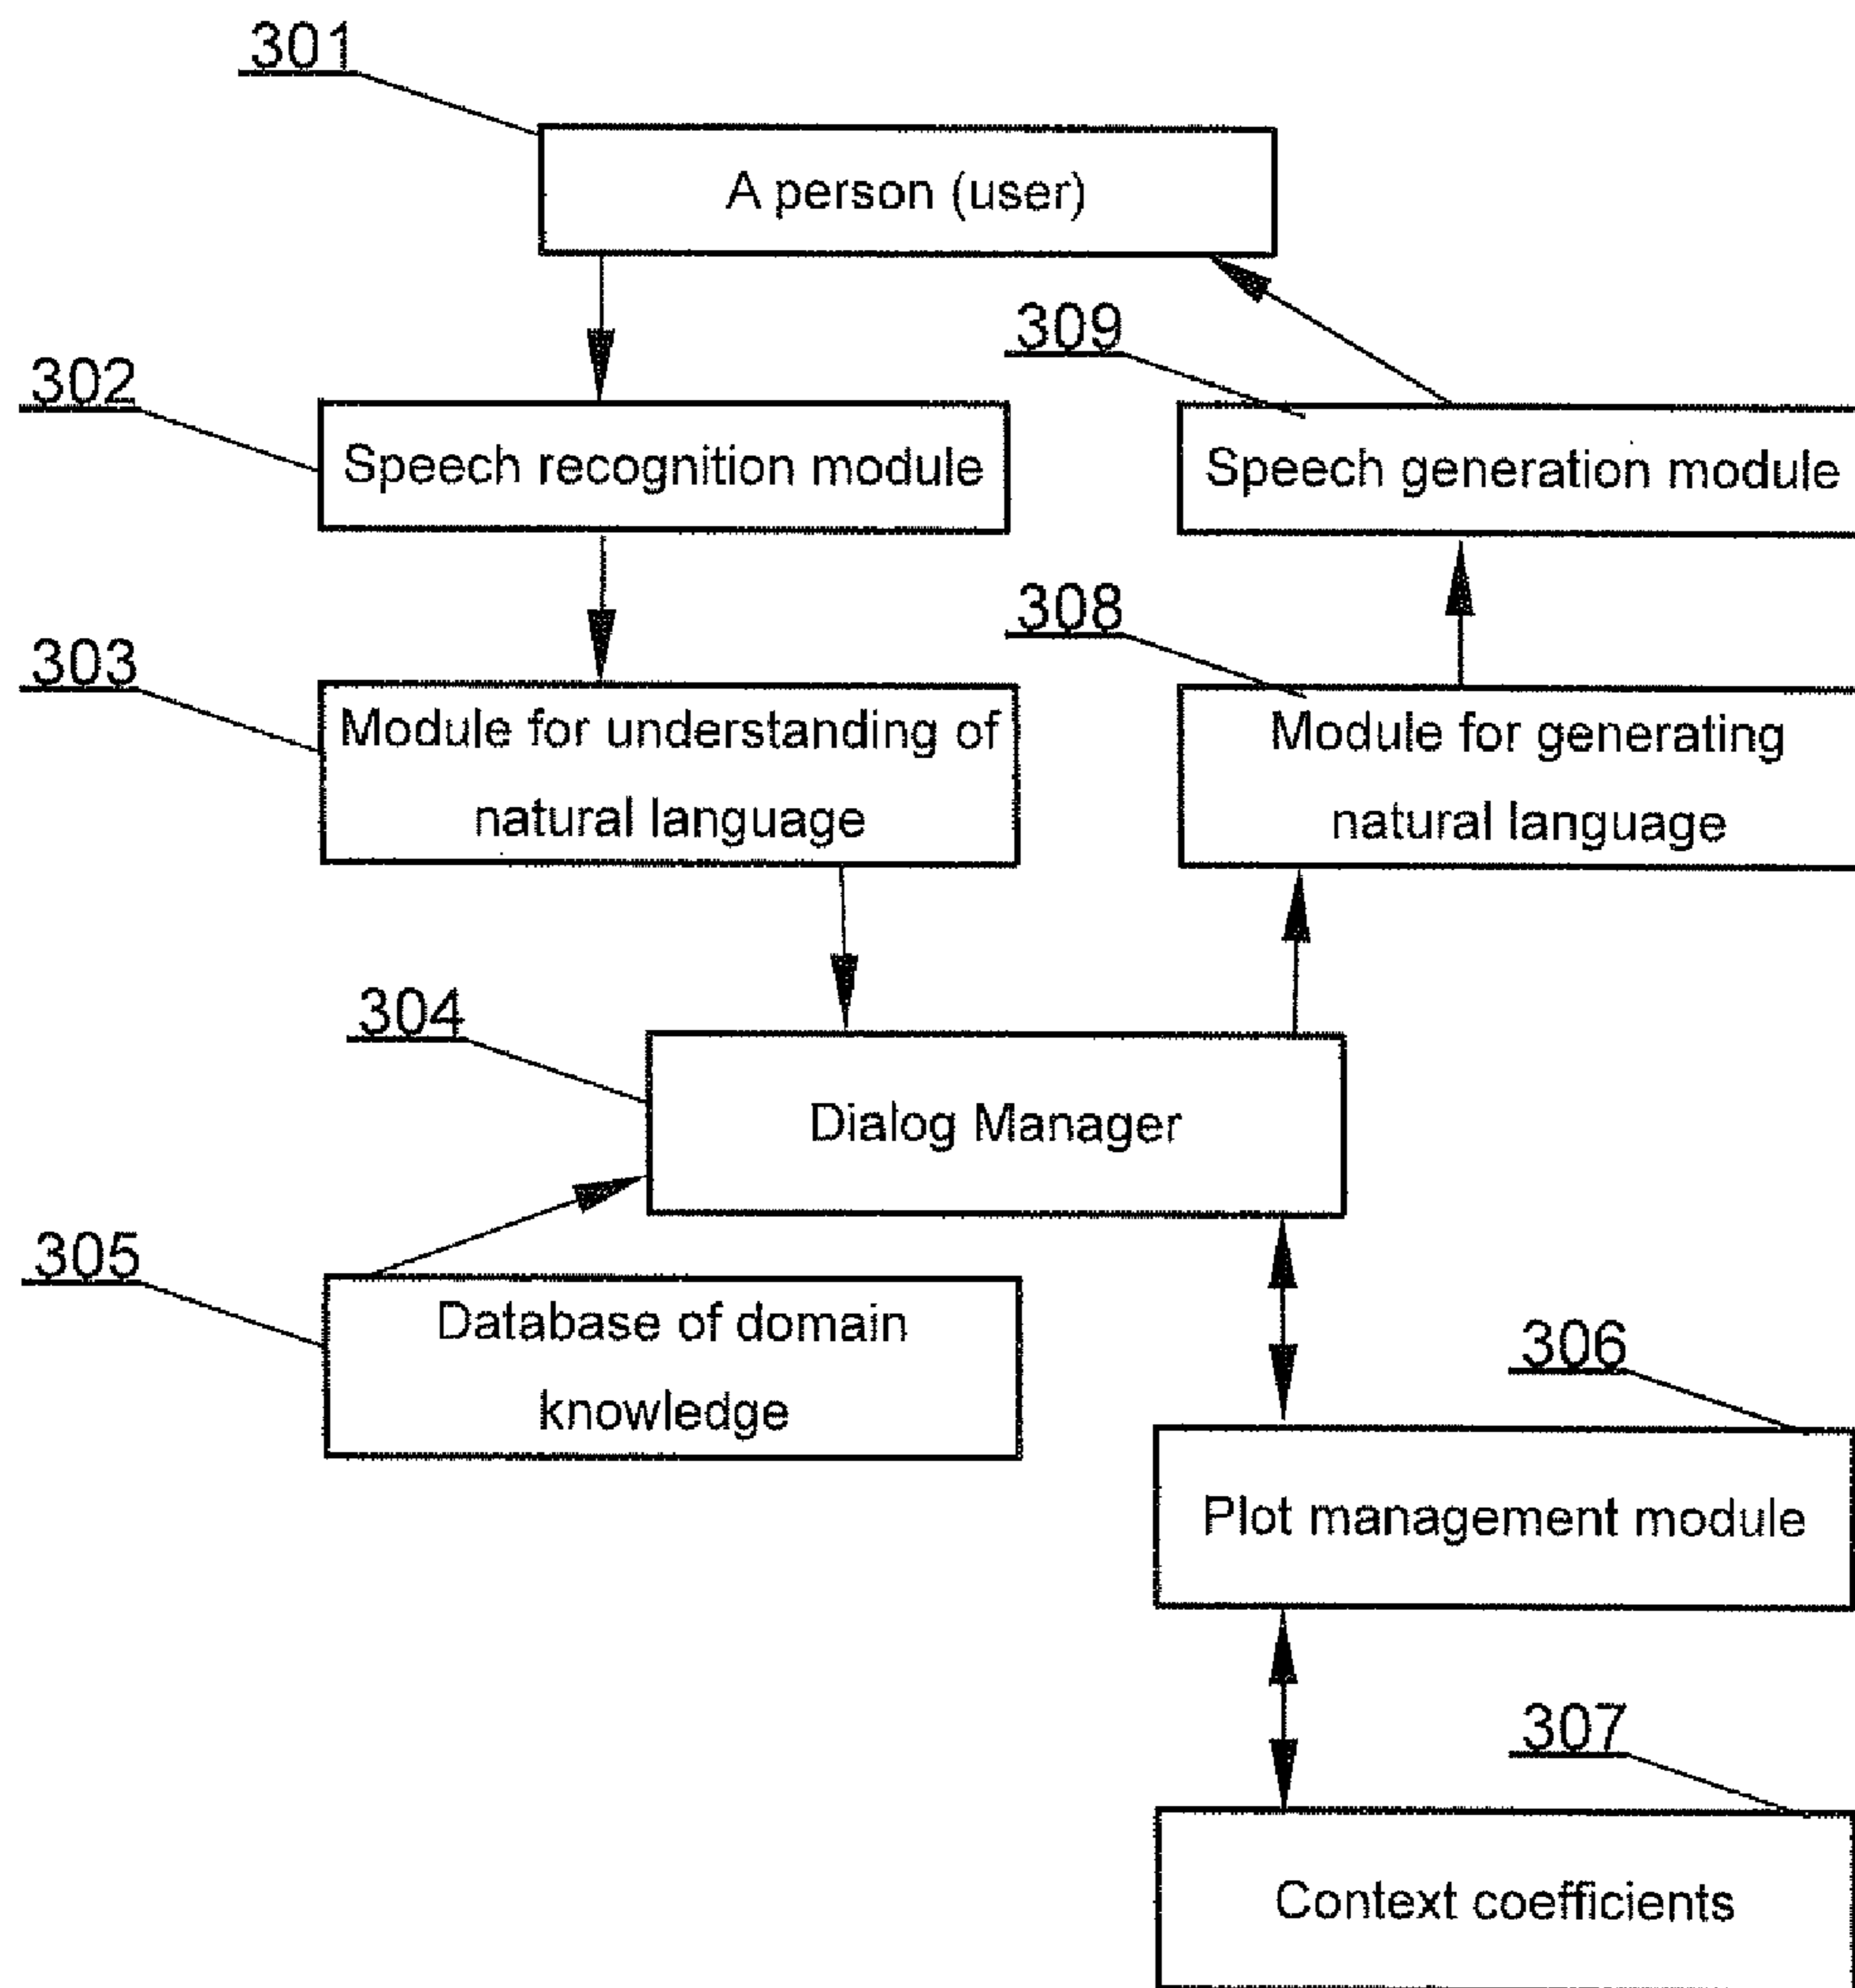 301
A person (user)
309
302
Speech recognition module
Speech generation module
308
303
Module for understanding of
natural language
Module for generating
natural language
304
Dialog Manager
305
Database of domain
knowledge
306
Plot management module
307
Context coefficients